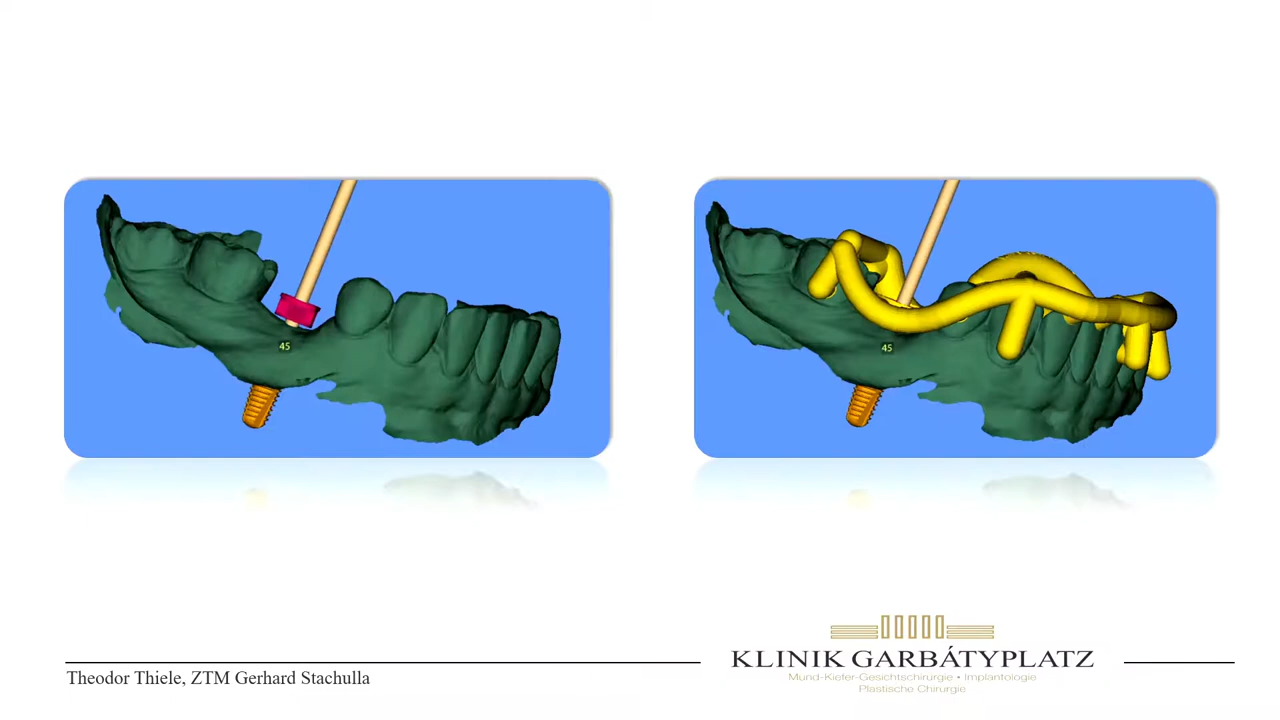 45
45
Theodor Thiele, ZTM Gerhard Stachulla
KLINIK GARBÁTYPLATZ
Mund-Kiefer-Gesichtschirurgie • Implantologie
Plastische Chirurgie